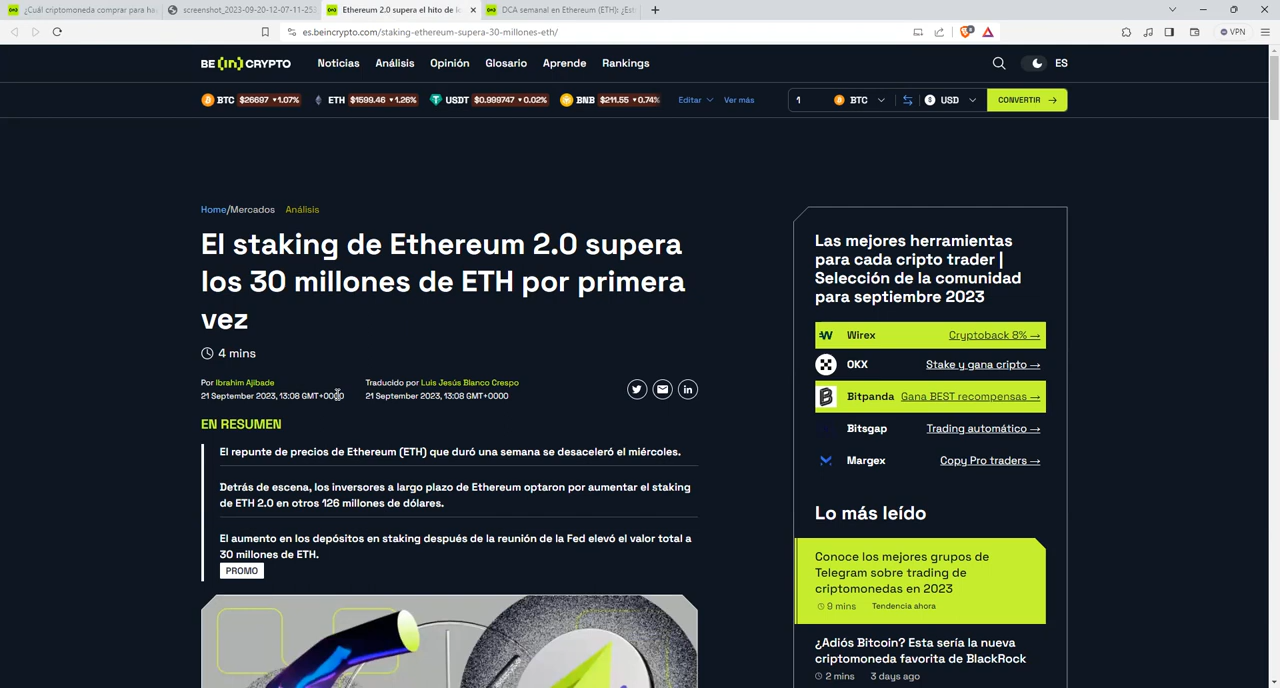 ¿Cuál criptomoneda comprar para ha
screenshot_2023-09-20-12-07-11-253
Ethereum 2.0 supera el hito de l
DCA semanal en Ethereum (ETH): ¿Est
es.beincrypto.com/staking-ethereum-supera-30-millones-eth/
VPN
BE[IN]CRYPTO
Noticias Análisis Opinión Glosario Aprende Rankings
ES
BTC $26697 ▾1.07% ETH $1599.46 ▾1.26% USDT $0.999747 ▾0.02% BNB $211.55 ▾0.74% Editar Ver más
1 BTC USD CONVERTIR →
Home/Mercados Análisis
El staking de Ethereum 2.0 supera
los 30 millones de ETH por primera
vez
4 mins
Por Ibrahim Ajibade
21 September 2023, 13:08 GMT+0000
Traducido por Luis Jesús Blanco Crespo
21 September 2023, 13:08 GMT+0000
EN RESUMEN
El repunte de precios de Ethereum (ETH) que duró una semana se desaceleró el miércoles.
Detrás de escena, los inversores a largo plazo de Ethereum optaron por aumentar el staking
de ETH 2.0 en otros 126 millones de dólares.
El aumento en los depósitos en staking después de la reunión de la Fed elevó el valor total a
30 millones de ETH.
PROMO
Las mejores herramientas
para cada cripto trader |
Selección de la comunidad
para septiembre 2023
Wirex Cryptoback 8% →
OKX Stake y gana cripto →
Bitpanda Gana BEST recompensas →
Bitsgap Trading automático →
Margex Copy Pro traders →
Lo más leído
Conoce los mejores grupos de
Telegram sobre trading de
criptomonedas en 2023
9 mins Tendencia ahora
¿Adiós Bitcoin? Esta sería la nueva
criptomoneda favorita de BlackRock
2 mins 3 days ago